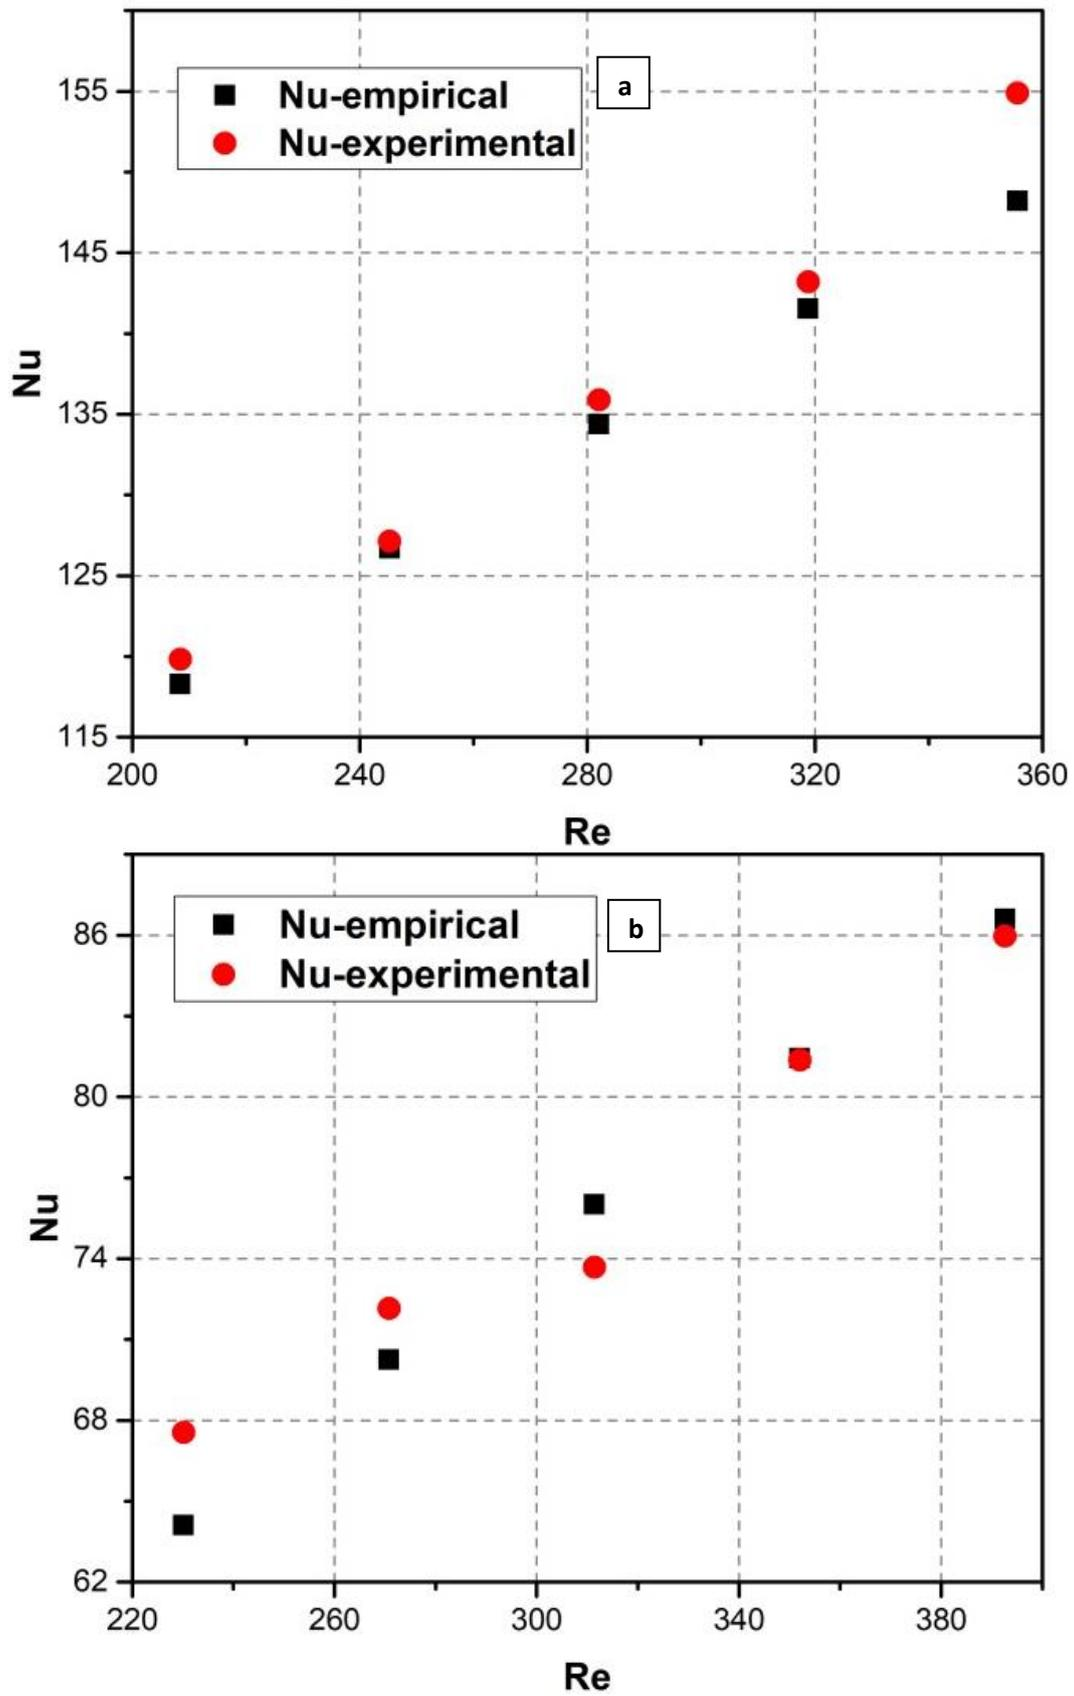 155
145
135
125
115
Nu
Nu-empirical
Nu-experimental
a
200 240 280 320 360
Re
86
80
74
68
62
Nu
Nu-empirical
Nu-experimental
b
220 260 300 340 380
Re